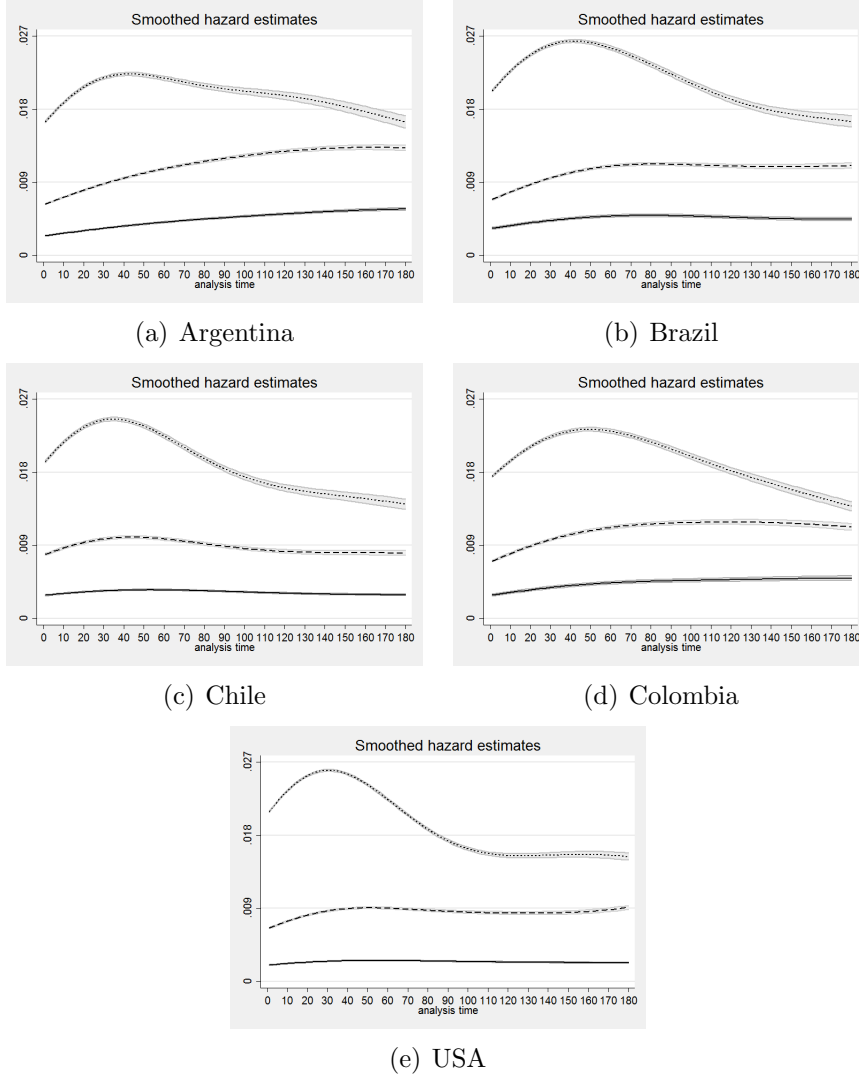 Smoothed hazard estimates
.027
.018
.009
0
0 10 20 30 40 50 60 70 80 90 100 110 120 130 140 150 160 170 180
analysis time
(a) Argentina
Smoothed hazard estimates
.027
.018
.009
0
0 10 20 30 40 50 60 70 80 90 100 110 120 130 140 150 160 170 180
analysis time
(b) Brazil
Smoothed hazard estimates
.027
.018
.009
0
0 10 20 30 40 50 60 70 80 90 100 110 120 130 140 150 160 170 180
analysis time
(c) Chile
Smoothed hazard estimates
.027
.018
.009
0
0 10 20 30 40 50 60 70 80 90 100 110 120 130 140 150 160 170 180
analysis time
(d) Colombia
Smoothed hazard estimates
.027
.018
.009
0
0 10 20 30 40 50 60 70 80 90 100 110 120 130 140 150 160 170 180
analysis time
(e) USA